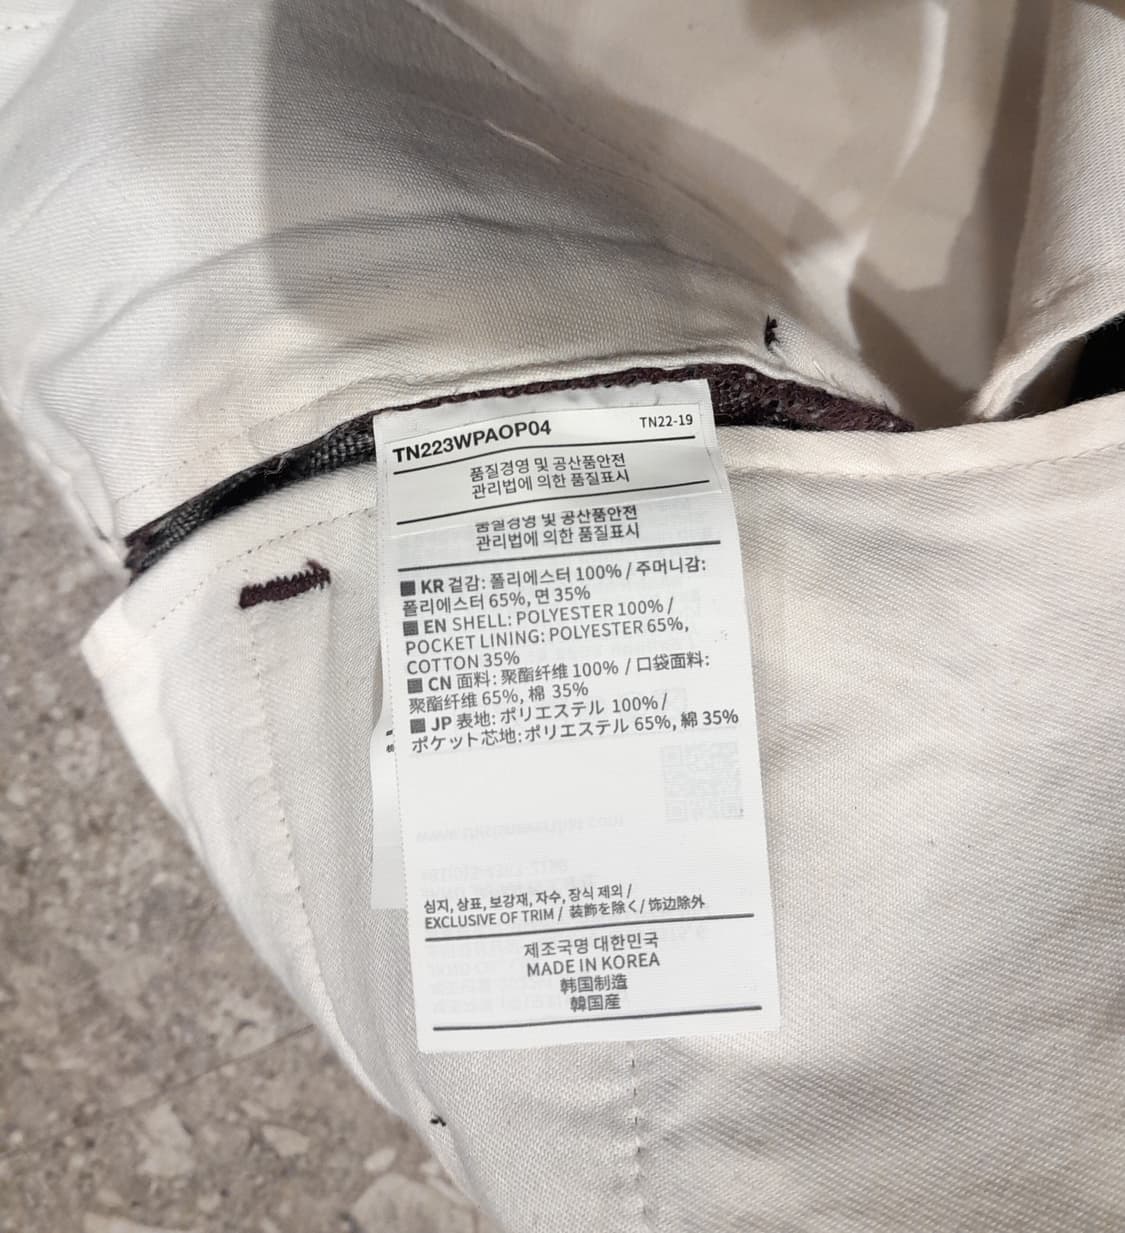 TN223WPAOP04 TN22-19
품질경영 및 공산품안전
관리법에 의한 품질표시
품질경영 및 공산품안전
관리법에 의한 품질표시
■ KR 겉감: 폴리에스터 100% / 주머니감:
폴리에스터 65%, 면 35%
■ EN SHELL: POLYESTER 100% /
POCKET LINING: POLYESTER 65%,
COTTON 35%
■ CN 面料: 聚酯纤维 100% / 口袋面料:
聚酯纤维 65%, 棉 35%
■ JP 表地: ポリエステル 100% /
ポケット芯地: ポリエステル 65%, 綿 35%
심지, 상표, 보강재, 자수, 장식 제외 /
EXCLUSIVE OF TRIM / 装飾を除く / 饰边除外
제조국명 대한민국
MADE IN KOREA
韩国制造
韓国産